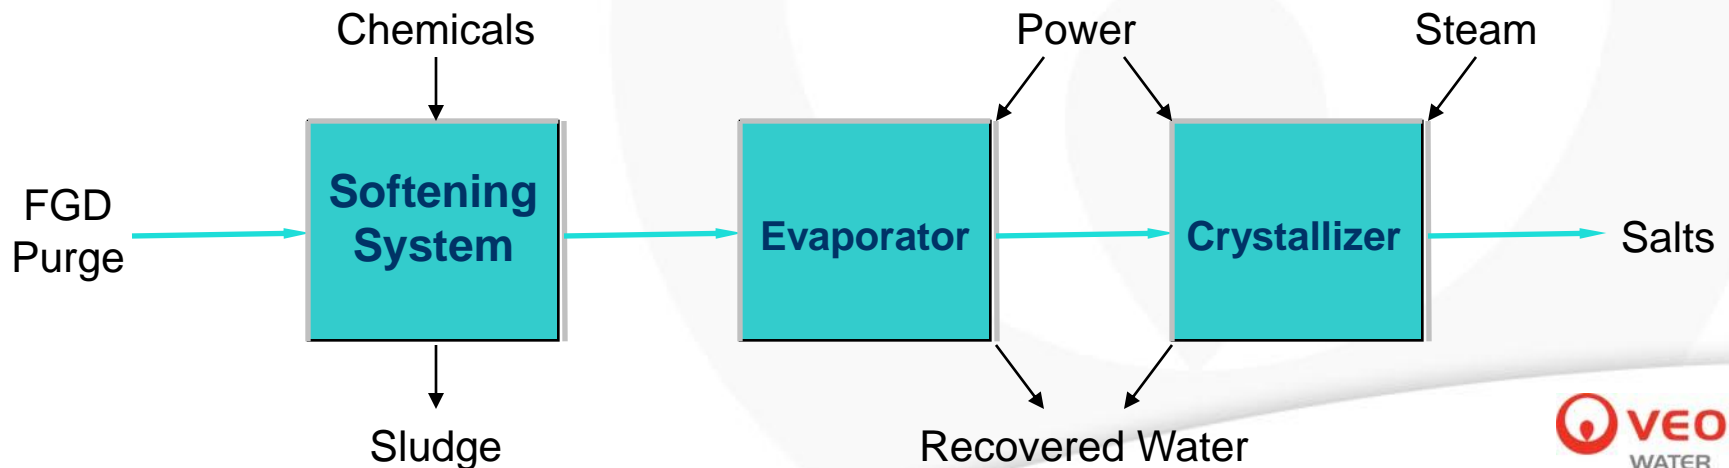 Chemicals
Power
Steam
FGD
Purge
Softening
System
Evaporator
Crystallizer
Salts
Sludge
Recovered Water
VEO
WATER